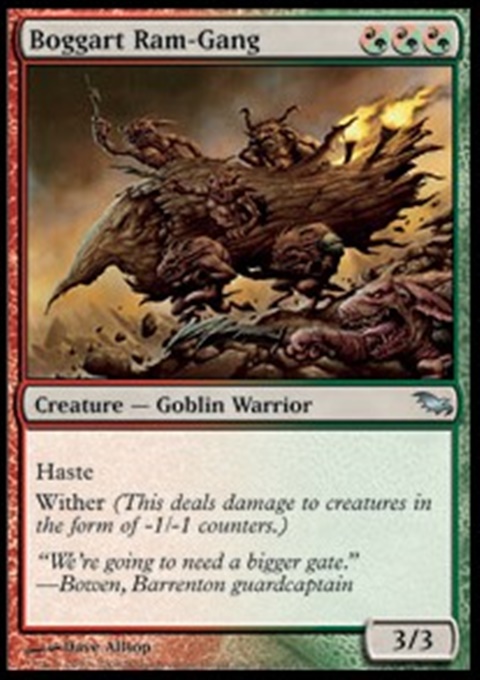 Boggart Ram-Gang
Creature — Goblin Warrior
Haste
Wither (This deals damage to creatures in
the form of -1/-1 counters.)
“We’re going to need a bigger gate.”
—Bowen, Barrenton guardcaptain
Dave Allsop
3/3